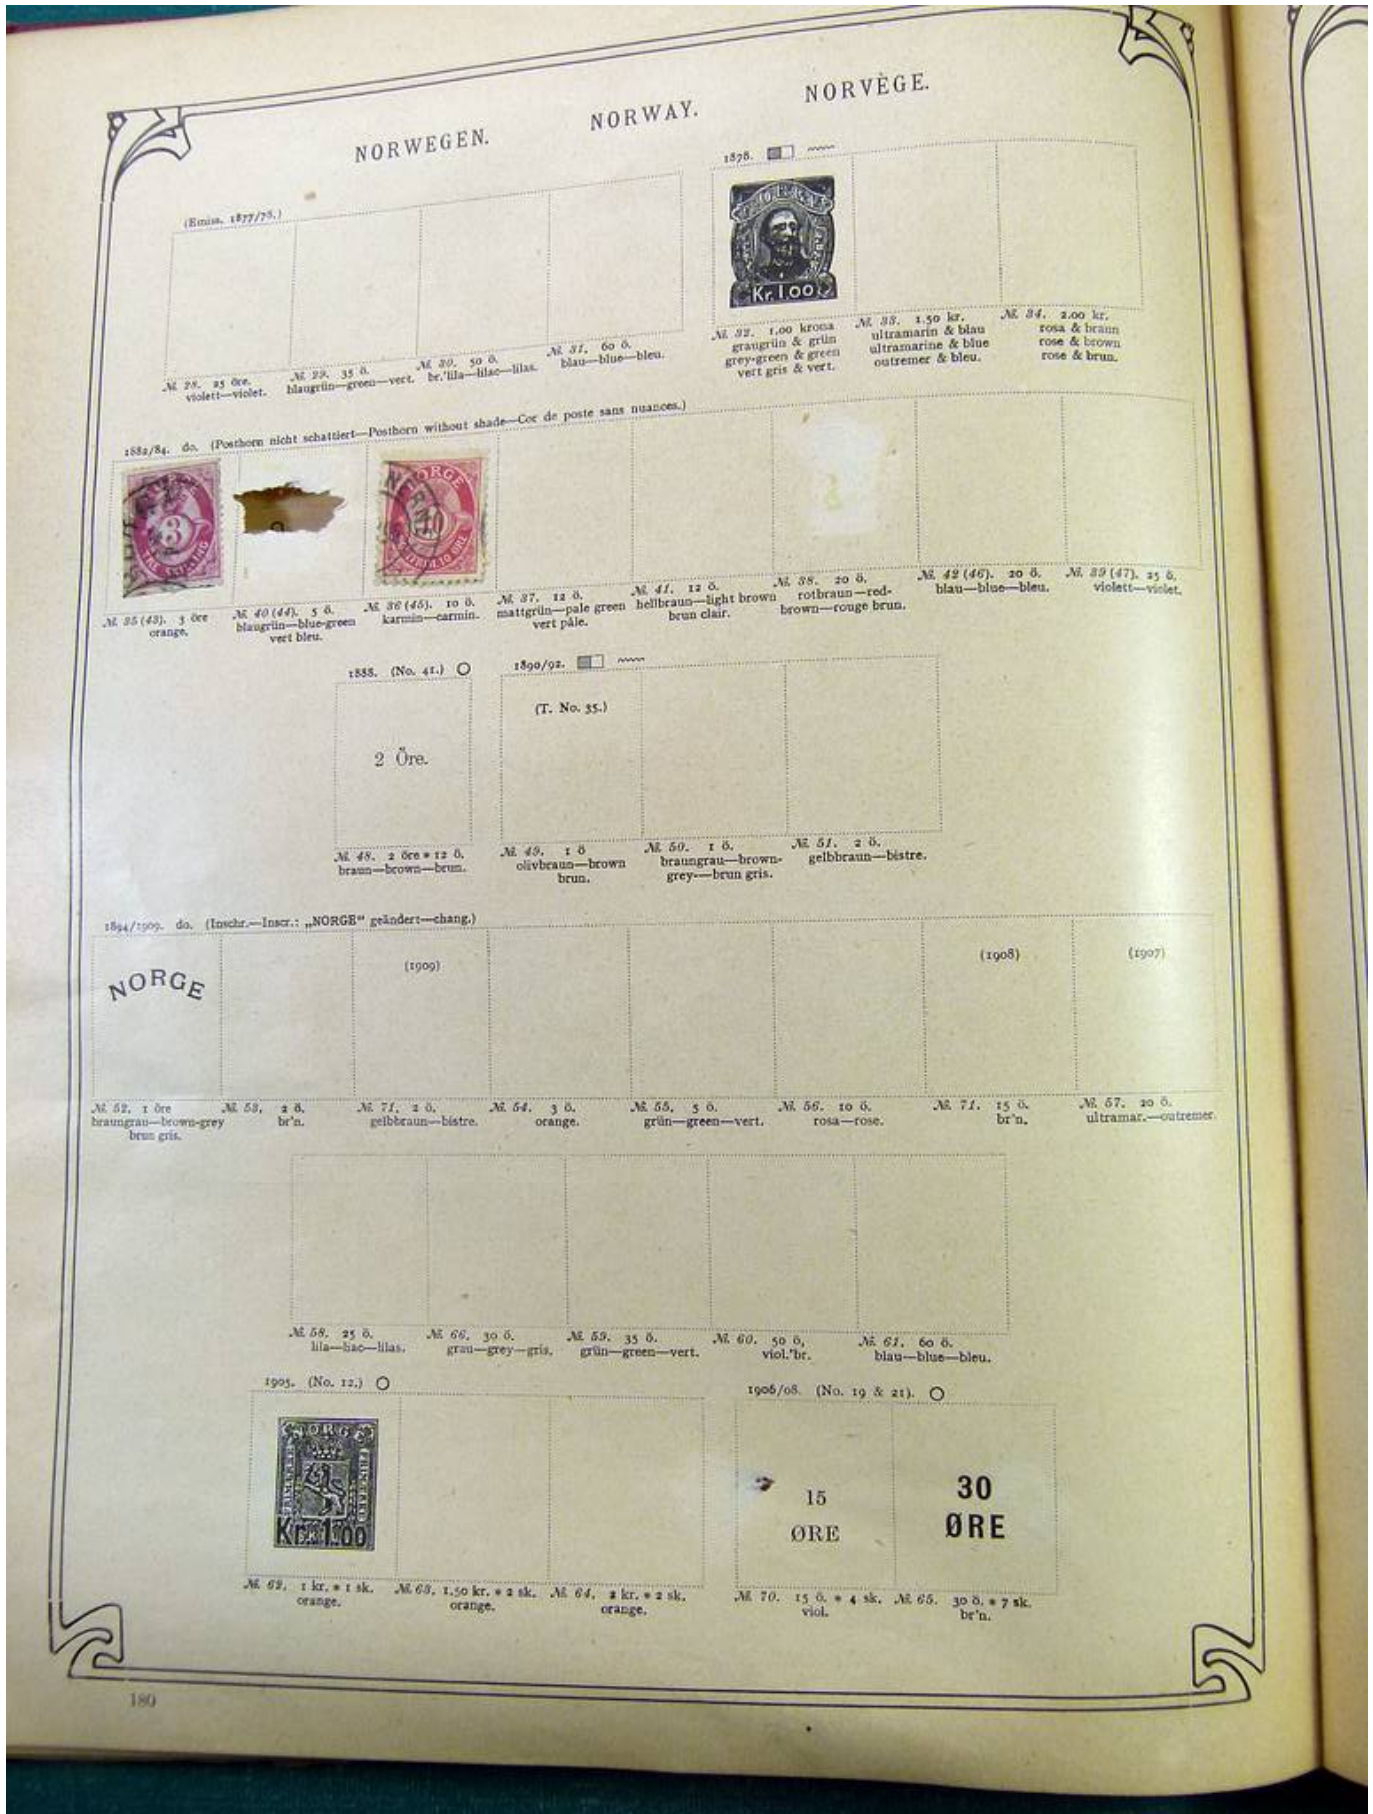 NORWEGEN.
NORWAY.
NORVÈGE.
(Emiss. 1877/78.)
1878.
Kr. 1.00
№. 28. 25 öre.
violett—violet.
№. 29. 35 ö.
blaugrün—green—vert.
№. 30. 50 ö.
br.'lila—lilac—lilas.
№. 31. 60 ö.
blau—blue—bleu.
№. 32. 1.00 krona
graugrün & grün
grey-green & green
vert gris & vert.
№. 33. 1.50 kr.
ultramarin & blau
ultramarine & blue
outremer & bleu.
№. 34. 2.00 kr.
rosa & braun
rose & brown
rose & brun.
1882/84. do. (Posthorn nicht schattiert—Posthorn without shade—Cor de poste sans nuances.)
3
TRE SKILLING
NORGE
10
№. 35 (43). 3 öre
orange.
№. 40 (44). 5 ö.
blaugrün—blue-green
vert bleu.
№. 36 (45). 10 ö.
karmin—carmin.
№. 37. 12 ö.
mattgrün—pale green
vert pâle.
№. 41. 12 ö.
hellbraun—light brown
brun clair.
№. 38. 20 ö.
rotbraun—red-
brown—rouge brun.
№. 42 (46). 20 ö.
blau—blue—bleu.
№. 39 (47). 25 ö.
violett—violet.
1888. (No. 41.)
1890/92.
2 Öre.
(T. No. 35.)
№. 48. 2 öre * 12 ö.
braun—brown—brun.
№. 49. 1 ö
olivbraun—brown
brun.
№. 50. 1 ö.
braungrau—brown-
grey—brun gris.
№. 51. 2 ö.
gelbbraun—bistre.
1894/1909. do. (Inschr.—Inscr.: „NORGE" geändert—chang.)
NORGE
(1909)
(1908)
(1907)
№. 52. 1 öre
braungrau—brown-grey
brun gris.
№. 53. 2 ö.
br'n.
№. 71. 2 ö.
gelbbraun—bistre.
№. 54. 3 ö.
orange.
№. 55. 5 ö.
grün—green—vert.
№. 56. 10 ö.
rosa—rose.
№. 71. 15 ö.
br'n.
№. 57. 20 ö.
ultramar.—outremer.
№. 58. 25 ö.
lila—liac—lilas.
№. 66. 30 ö.
grau—grey—gris.
№. 59. 35 ö.
grün—green—vert.
№. 60. 50 ö,
viol.'br.
№. 61. 60 ö.
blau—blue—bleu.
1905. (No. 12.)
1906/08. (No. 19 & 21).
NORGE
Kr. 1.00
15
ØRE
30
ØRE
№. 62. 1 kr. * 1 sk.
orange.
№. 63. 1.50 kr. * 2 sk.
orange.
№. 64. 2 kr. * 2 sk.
orange.
№. 70. 15 ö. * 4 sk.
viol.
№. 65. 30 ö. * 7 sk.
br'n.
180